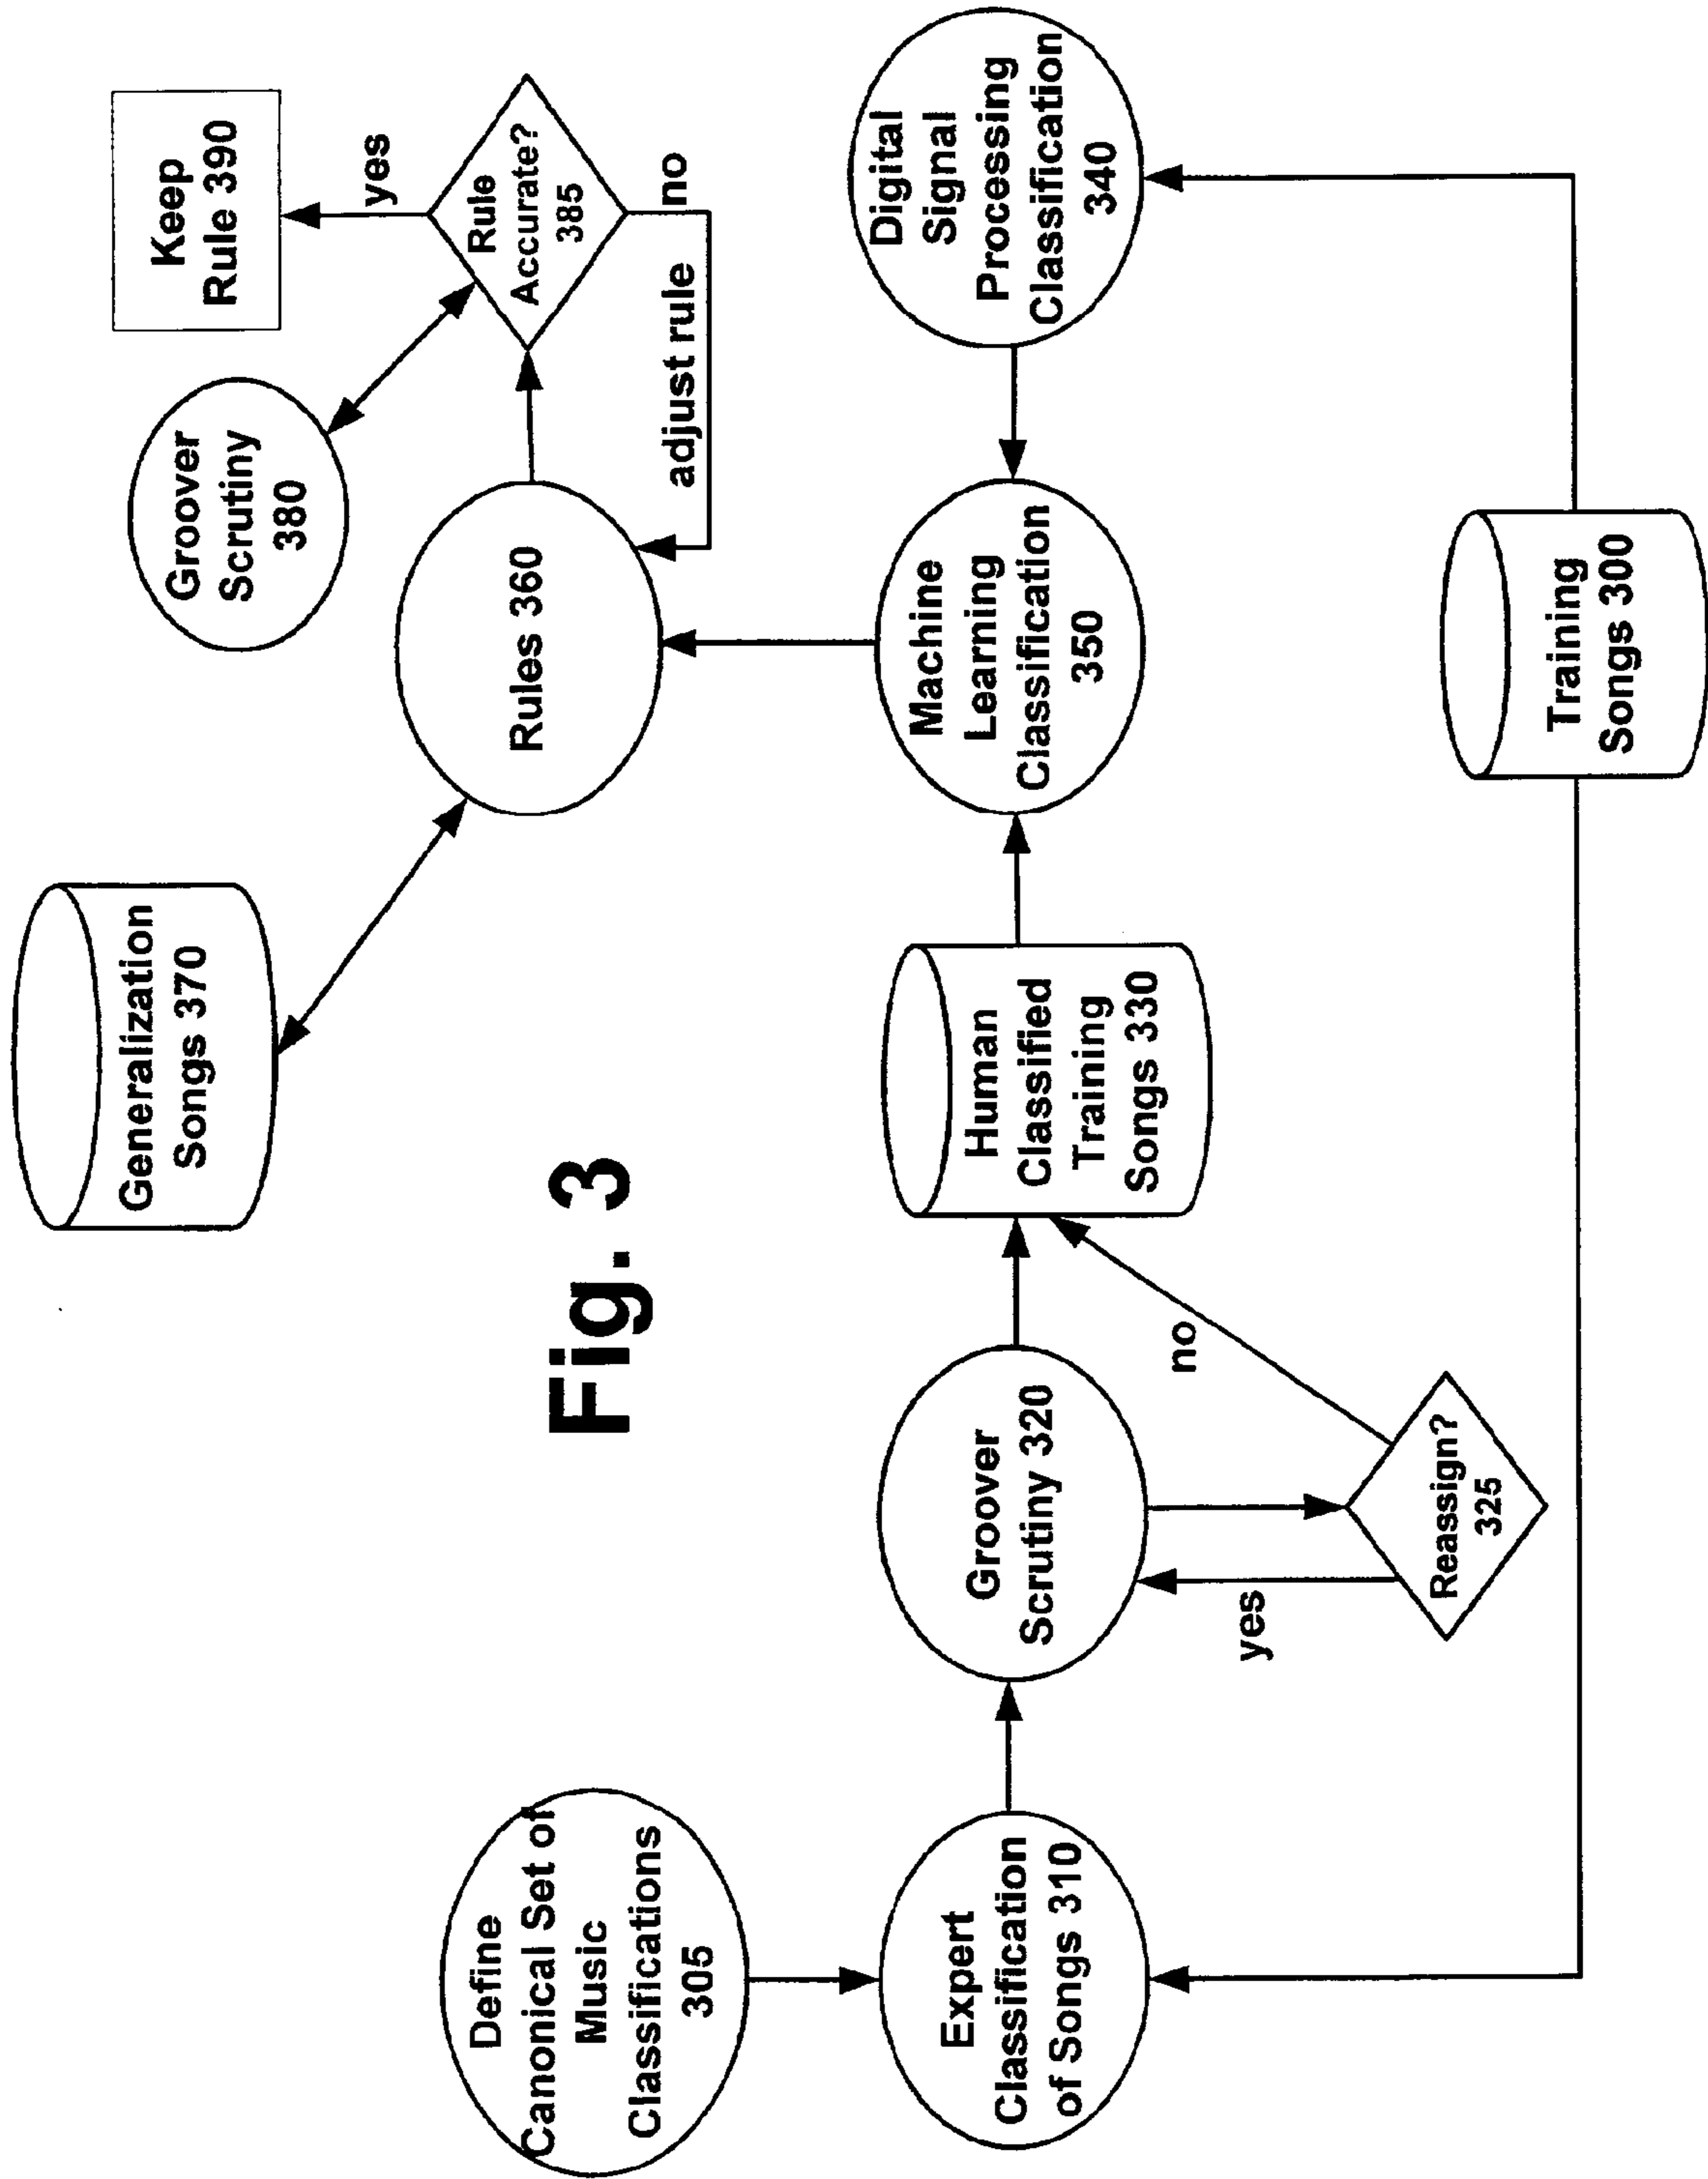 Define
Canonical Set of
Music
Classifications
305
Expert
Classification
of Songs 310
Groover
Scrutiny 320
yes
no
Reassign?
325
Human
Classified
Training
Songs 330
Generalization
Songs 370
Machine
Learning
Classification
350
Rules 360
Groover
Scrutiny
380
Keep
Rule 390
yes
Rule
Accurate?
385
no
adjust rule
Digital
Signal
Processing
Classification
340
Training
Songs 300
Fig. 3